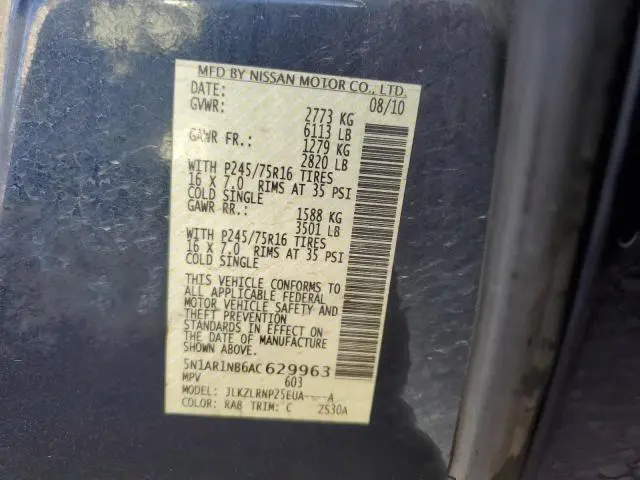 MFD BY NISSAN MOTOR CO., LTD.
DATE: 08/10
GVWR: 2773 KG
6113 LB
GAWR FR.: 1279 KG
2820 LB
WITH P245/75R16 TIRES
16 X 7.0 RIMS AT 35 PSI
COLD SINGLE
GAWR RR.: 1588 KG
3501 LB
WITH P245/75R16 TIRES
16 X 7.0 RIMS AT 35 PSI
COLD SINGLE
THIS VEHICLE CONFORMS TO
ALL APPLICABLE FEDERAL
MOTOR VEHICLE SAFETY AND
THEFT PREVENTION
STANDARDS IN EFFECT ON
THE DATE OF MANUFACTURE
SHOWN ABOVE.
5N1AR1NB6AC629963
MPV 603
MODEL: JLKZLRNP25EUA----A
COLOR: RAB TRIM: C 2S30A